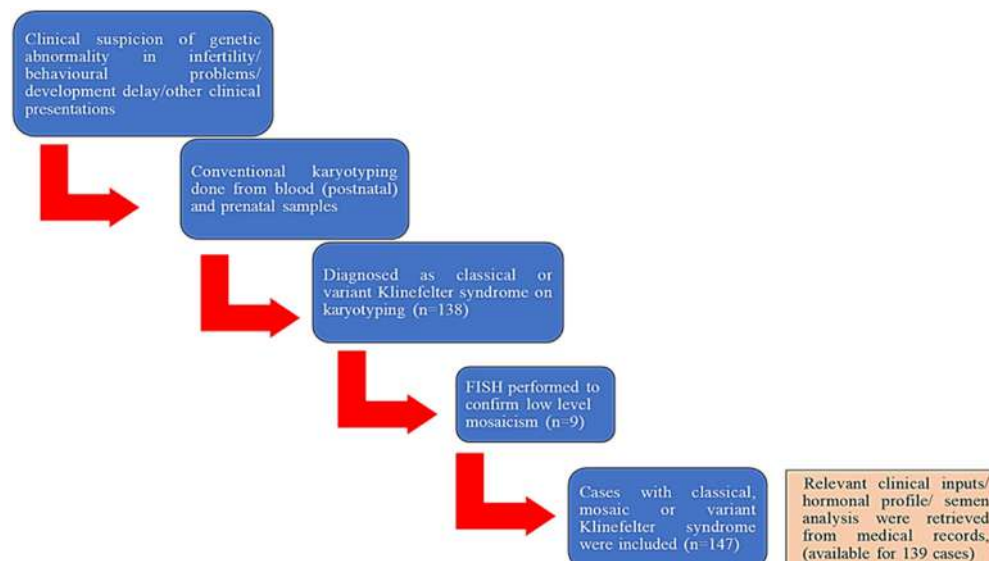 Clinical suspicion of genetic
abnormality in infertility/
behavioural problems/
development delay/other clinical
presentations
Conventional karyotyping
done from blood (postnatal)
and prenatal samples
Diagnosed as classical or
variant Klinefelter syndrome on
karyotyping (n=138)
FISH performed to
confirm low level
mosaicism (n=9)
Cases with classical,
mosaic or variant
Klinefelter syndrome
were included (n=147)
Relevant clinical inputs/
hormonal profile/ semen
analysis were retrieved
from medical records,
(available for 139 cases)